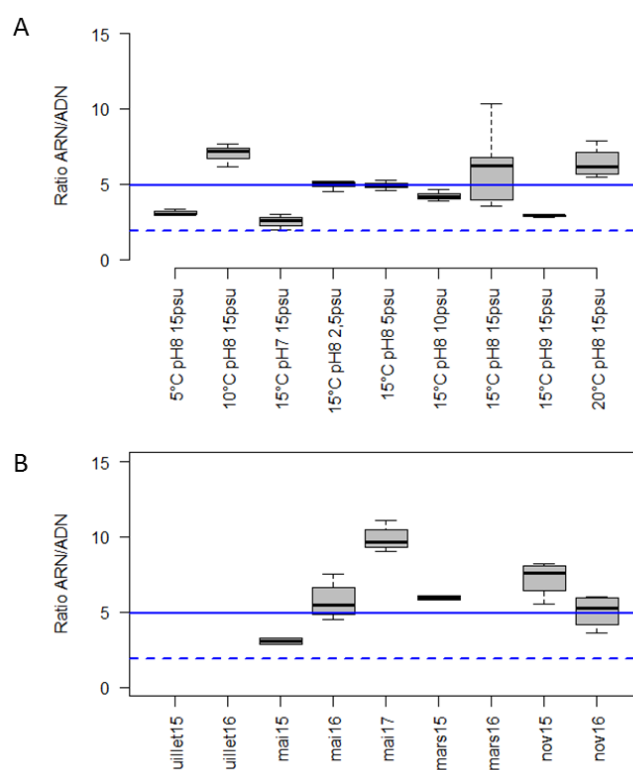 A
Ratio ARN/ADN
15
10
5
0
5°C pH8 15psu
10°C pH8 15psu
15°C pH7 15psu
15°C pH8 2,5psu
15°C pH8 5psu
15°C pH8 10psu
15°C pH8 15psu
15°C pH9 15psu
20°C pH8 15psu
B
Ratio ARN/ADN
15
10
5
0
uillet15
uillet16
mai15
mai16
mai17
mars15
mars16
nov15
nov16